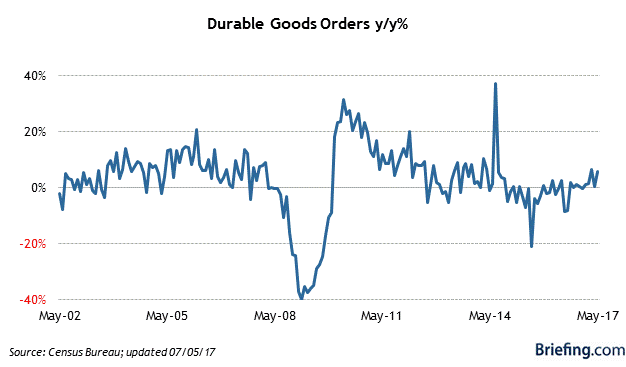 Durable Goods Orders y/y%
40%
20%
0%
-20%
-40%
May-02 May-05 May-08 May-11 May-14 May-17
Source: Census Bureau; updated 07/05/17
Briefing.com